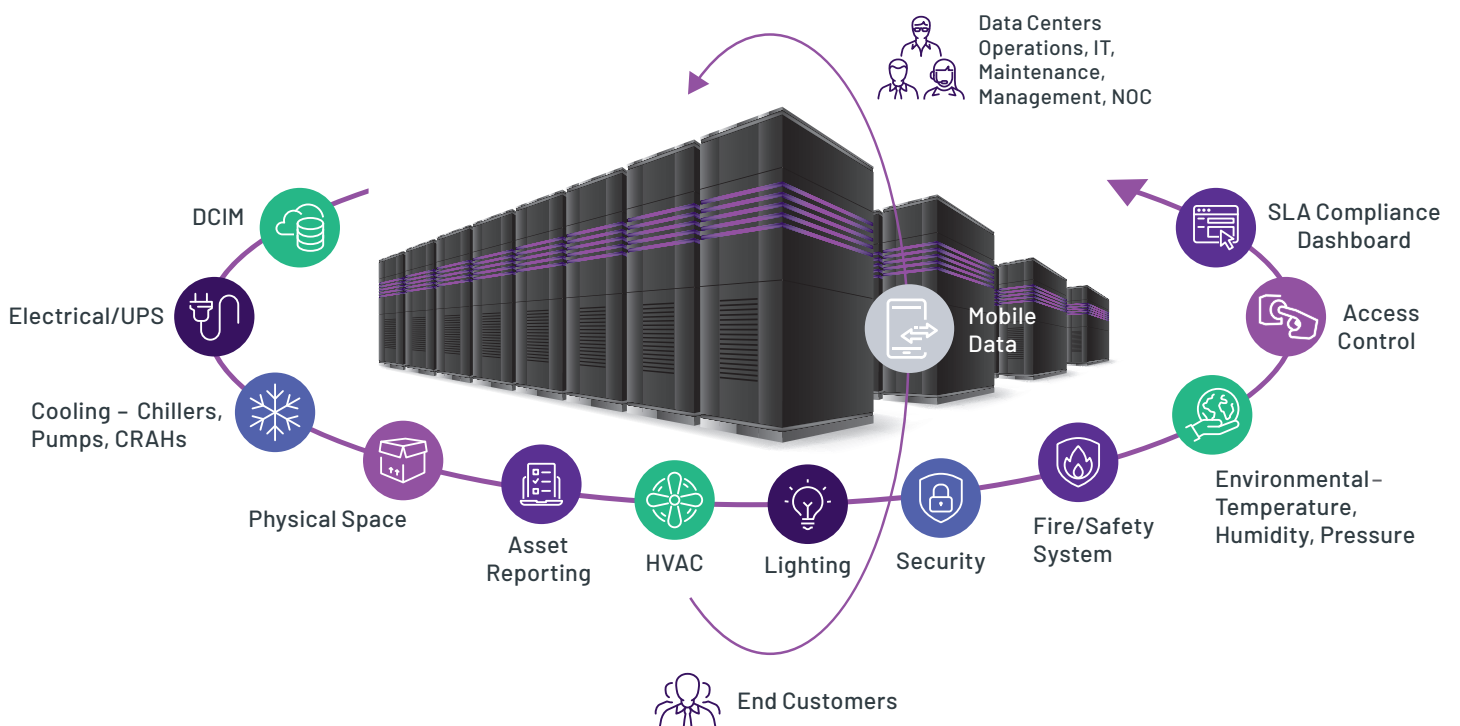 Data Centers
Operations, IT,
Maintenance,
Management, NOC
DCIM
SLA Compliance
Dashboard
Electrical/UPS
Mobile
Data
Access
Control
Cooling – Chillers,
Pumps, CRAHs
Physical Space
Asset
Reporting
HVAC
Lighting
Security
Fire/Safety
System
Environmental–
Temperature,
Humidity, Pressure
End Customers